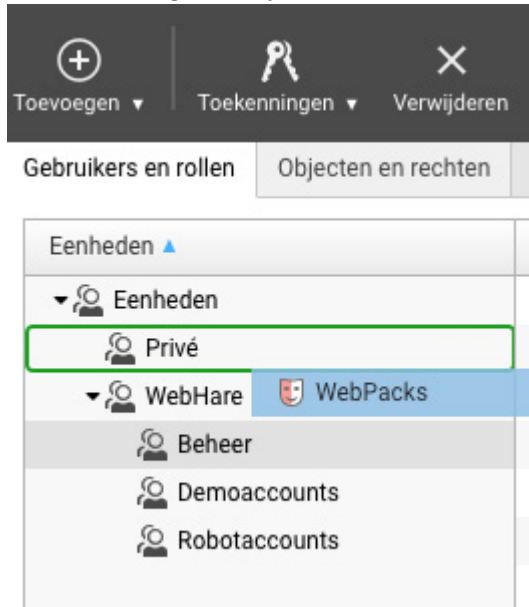 Toevoegen ▼ Toekenningen ▼ Verwijderen
Gebruikers en rollen Objecten en rechten
Eenheden ▲
Eenheden
Privé
WebHare WebPacks
Beheer
Demoaccounts
Robotaccounts